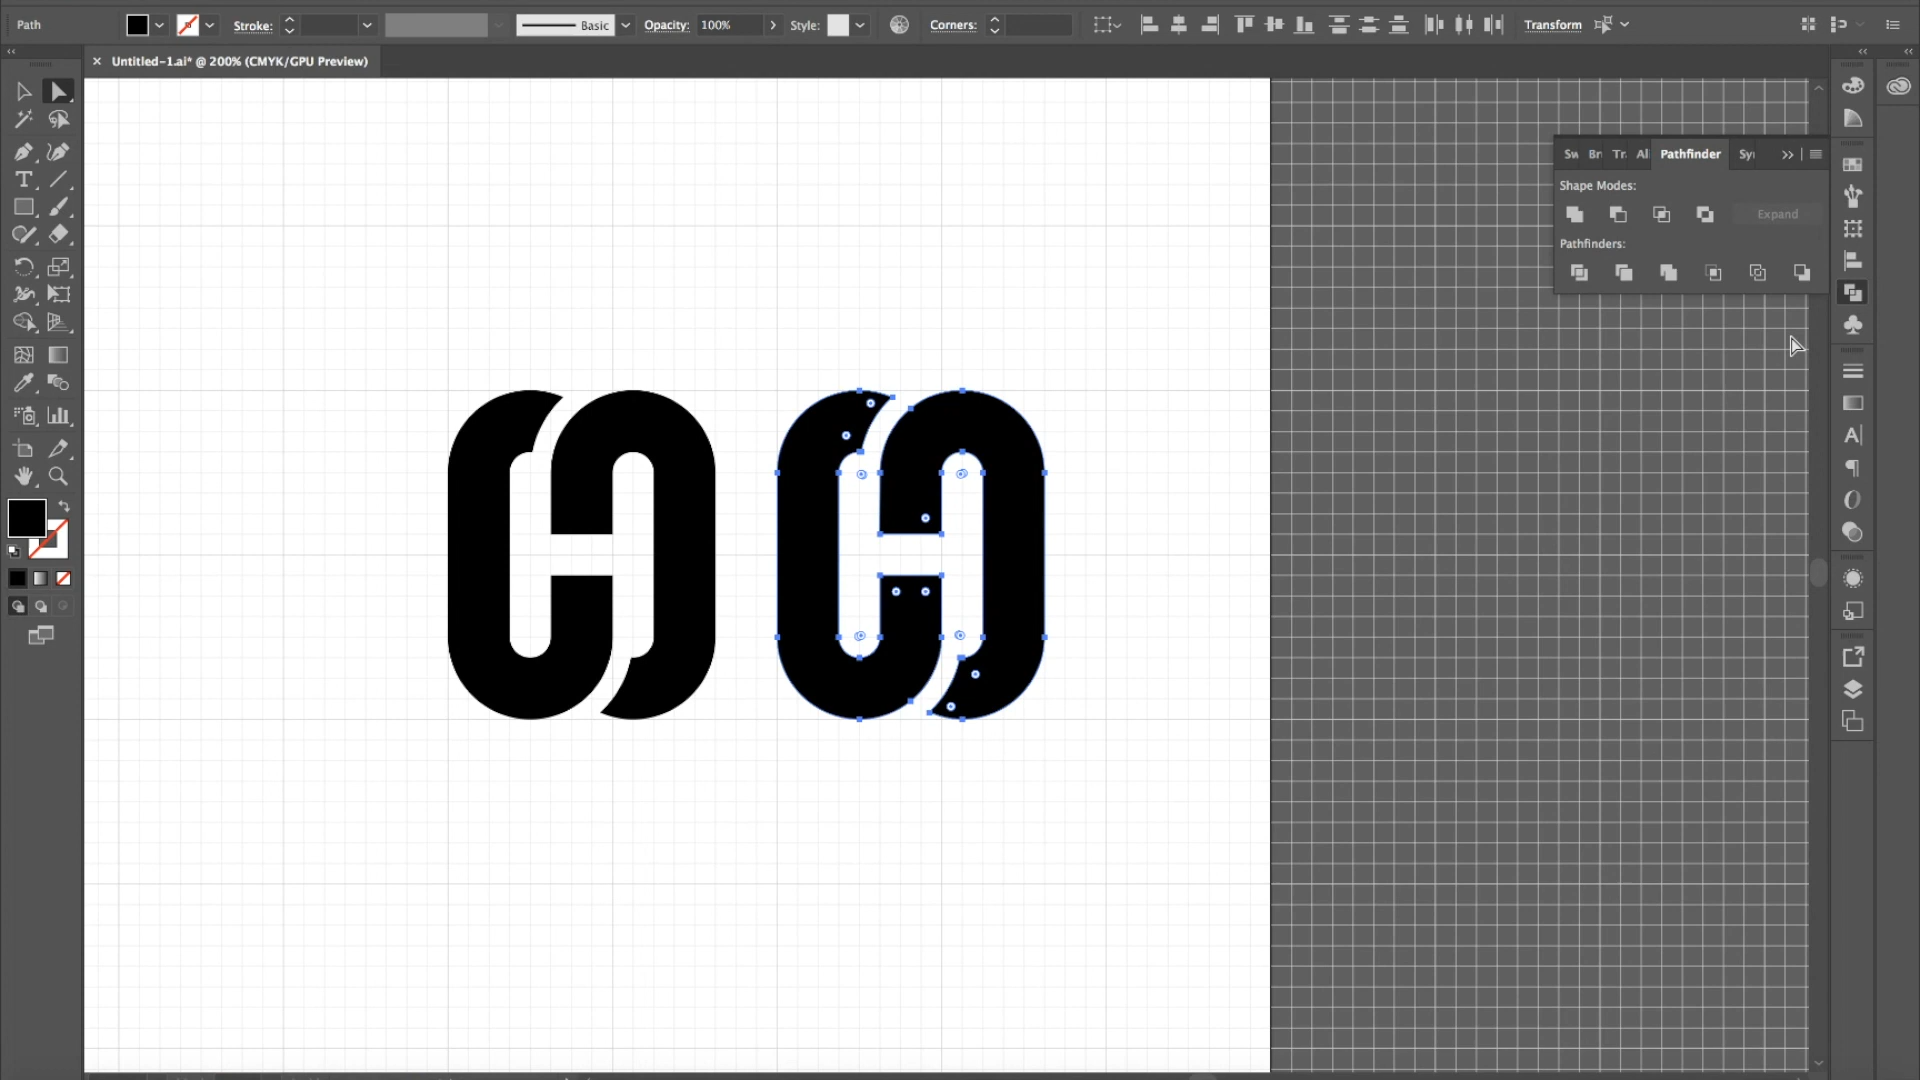 Path
Stroke:
Basic
Opacity: 100%
Style:
Corners:
Transform
Untitled-1.ai* @ 200% (CMYK/GPU Preview)
Sw Br Tr Al Pathfinder Sy
Shape Modes:
Expand
Pathfinders: